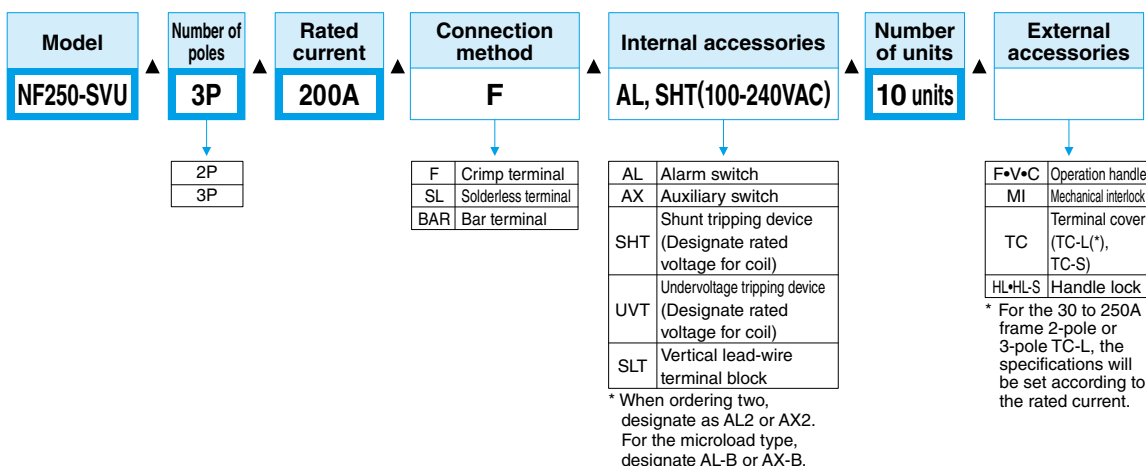 Model
Number of
poles
Rated
current
Connection
method
Internal accessories
Number
of units
External
accessories
NF250-SVU
▲
3P
▲
200A
▲
F
▲
AL, SHT(100-240VAC)
▲
10 units
▲
2P
3P
F Crimp terminal
SL Solderless terminal
BAR Bar terminal
AL Alarm switch
AX Auxiliary switch
SHT Shunt tripping device
(Designate rated
voltage for coil)
UVT Undervoltage tripping device
(Designate rated
voltage for coil)
SLT Vertical lead-wire
terminal block
* When ordering two,
designate as AL2 or AX2.
For the microload type,
designate AL-B or AX-B.
F•V•C Operation handle
MI Mechanical interlock
TC Terminal cover
(TC-L(*),
TC-S)
HL•HL-S Handle lock
* For the 30 to 250A
frame 2-pole or
3-pole TC-L, the
specifications will
be set according to
the rated current.